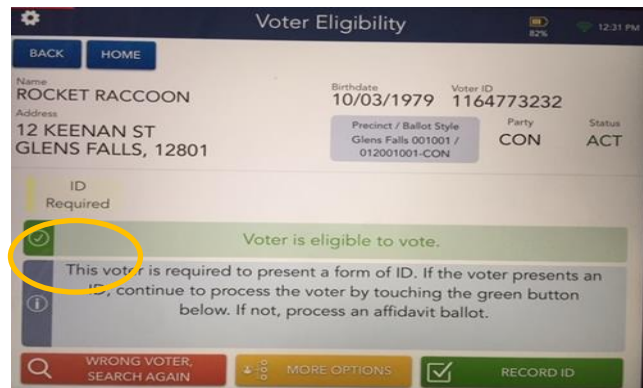 Voter Eligibility
82%
12:31 PM
BACK HOME
Name
ROCKET RACCOON
Birthdate
10/03/1979
Voter ID
1164773232
Address
12 KEENAN ST
GLENS FALLS, 12801
Precinct / Ballot Style
Glens Falls 001001 /
012001001-CON
Party
CON
Status
ACT
ID
Required
Voter is eligible to vote.
This voter is required to present a form of ID. If the voter presents an
ID, continue to process the voter by touching the green button
below. If not, process an affidavit ballot.
WRONG VOTER,
SEARCH AGAIN
MORE OPTIONS
RECORD ID